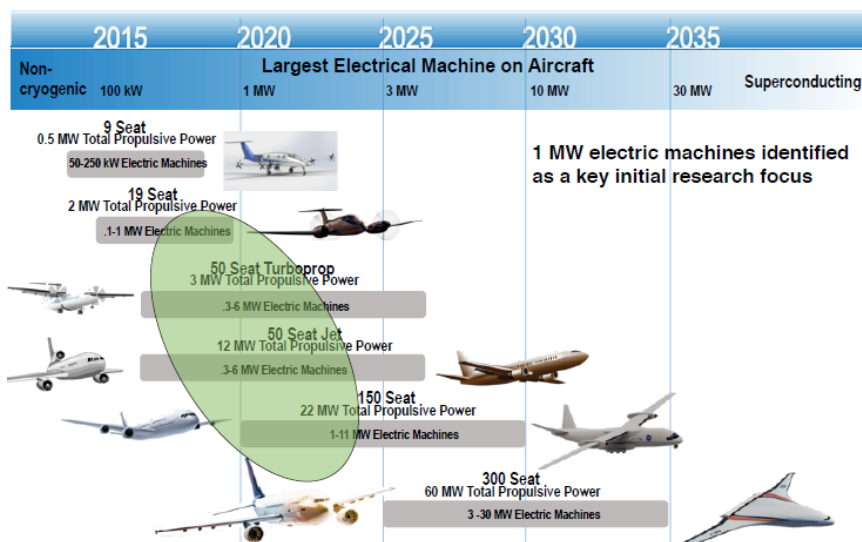 2015 2020 2025 2030 2035
Non-
cryogenic
Largest Electrical Machine on Aircraft
100 kW 1 MW 3 MW 10 MW 30 MW
Superconducting
9 Seat
0.5 MW Total Propulsive Power
50-250 kW Electric Machines
1 MW electric machines identified
as a key initial research focus
19 Seat
2 MW Total Propulsive Power
.1-1 MW Electric Machines
50 Seat Turboprop
3 MW Total Propulsive Power
.3-6 MW Electric Machines
50 Seat Jet
12 MW Total Propulsive Power
.3-6 MW Electric Machines
150 Seat
22 MW Total Propulsive Power
1-11 MW Electric Machines
300 Seat
60 MW Total Propulsive Power
3 -30 MW Electric Machines